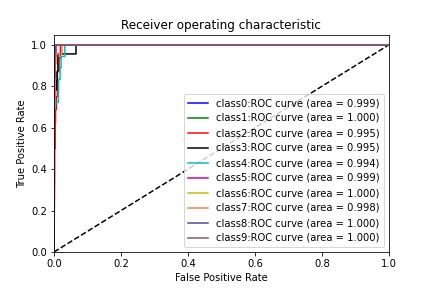 Receiver operating characteristic
True Positive Rate
1.0
0.8
0.6
0.4
0.2
0.0
class0:ROC curve (area = 0.999)
class1:ROC curve (area = 1.000)
class2:ROC curve (area = 0.995)
class3:ROC curve (area = 0.995)
class4:ROC curve (area = 0.994)
class5:ROC curve (area = 0.999)
class6:ROC curve (area = 1.000)
class7:ROC curve (area = 0.998)
class8:ROC curve (area = 1.000)
class9:ROC curve (area = 1.000)
0.0 0.2 0.4 0.6 0.8 1.0
False Positive Rate